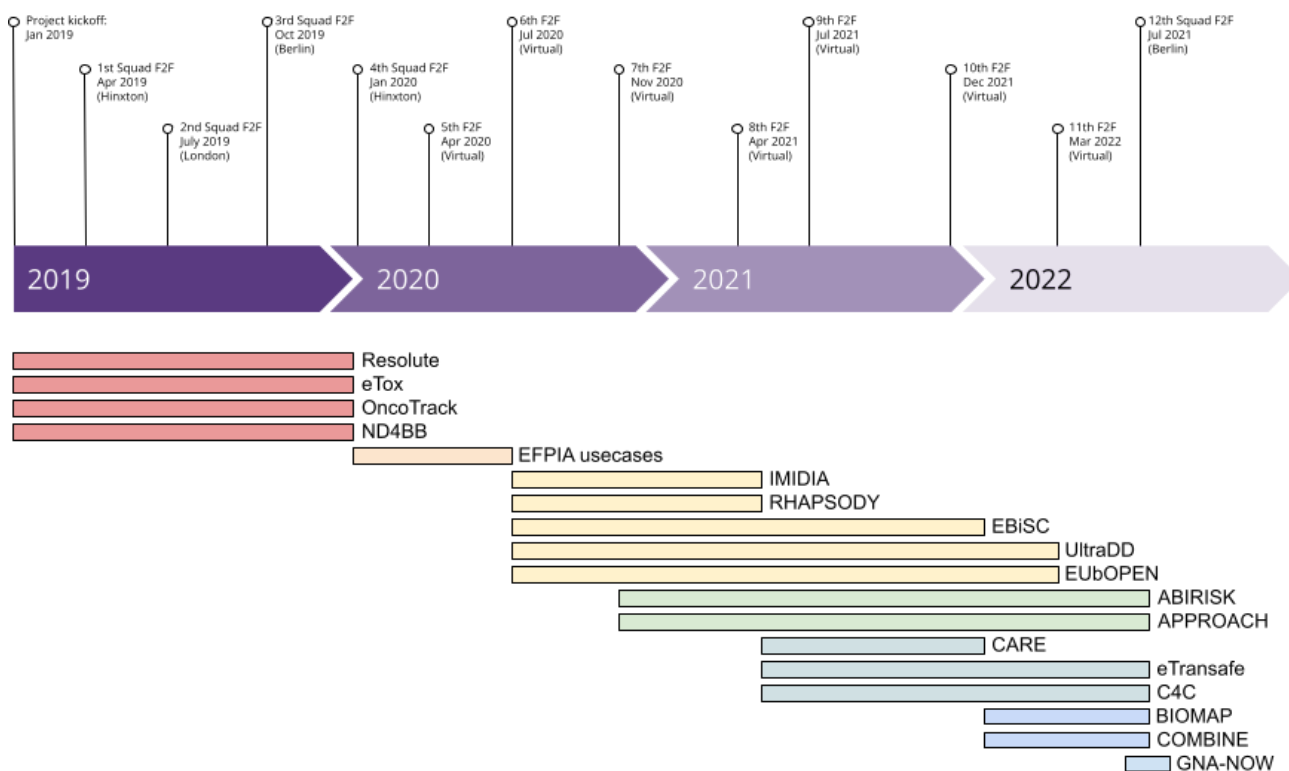 Project kickoff:
Jan 2019
1st Squad F2F
Apr 2019
(Hinxton)
2nd Squad F2F
July 2019
(London)
3rd Squad F2F
Oct 2019
(Berlin)
4th Squad F2F
Jan 2020
(Hinxton)
5th F2F
Apr 2020
(Virtual)
6th F2F
Jul 2020
(Virtual)
7th F2F
Nov 2020
(Virtual)
8th F2F
Apr 2021
(Virtual)
9th F2F
Jul 2021
(Virtual)
10th F2F
Dec 2021
(Virtual)
11th F2F
Mar 2022
(Virtual)
12th Squad F2F
Jul 2021
(Berlin)
2019
2020
2021
2022
Resolute
eTox
OncoTrack
ND4BB
EFPIA usecases
IMIDIA
RHAPSODY
EBiSC
UltraDD
EUbOPEN
ABIRISK
APPROACH
CARE
eTransafe
C4C
BIOMAP
COMBINE
GNA-NOW